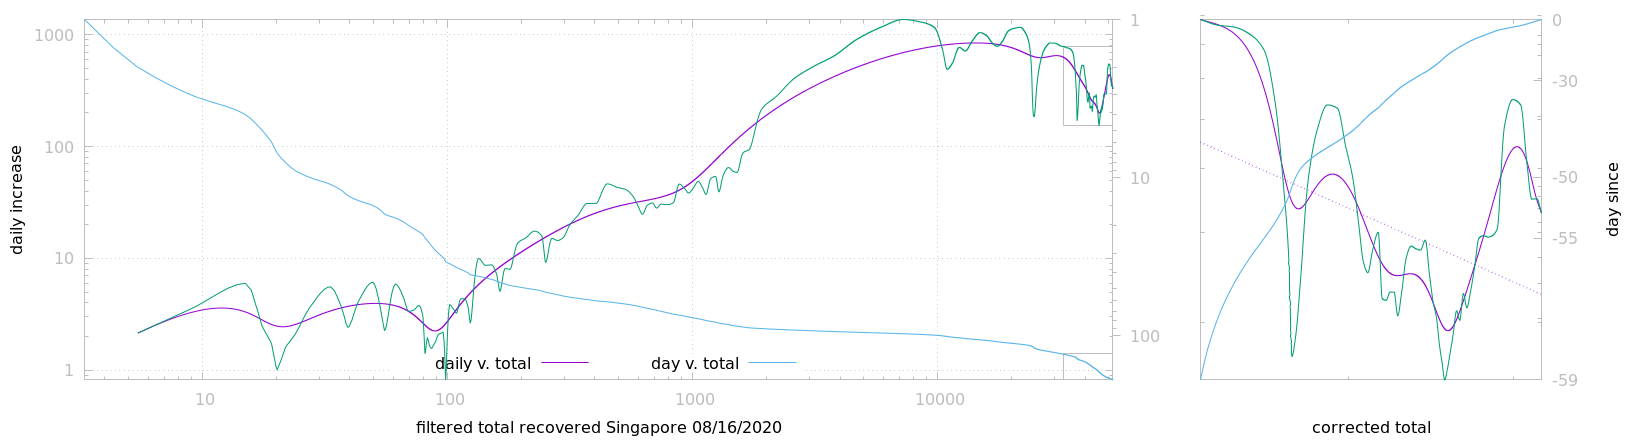 1000
100
10
1
daily increase
10
100
1000
10000
filtered total recovered Singapore 08/16/2020
daily v. total
day v. total
1
10
100
0
-30
-50
-55
-59
day since
corrected total